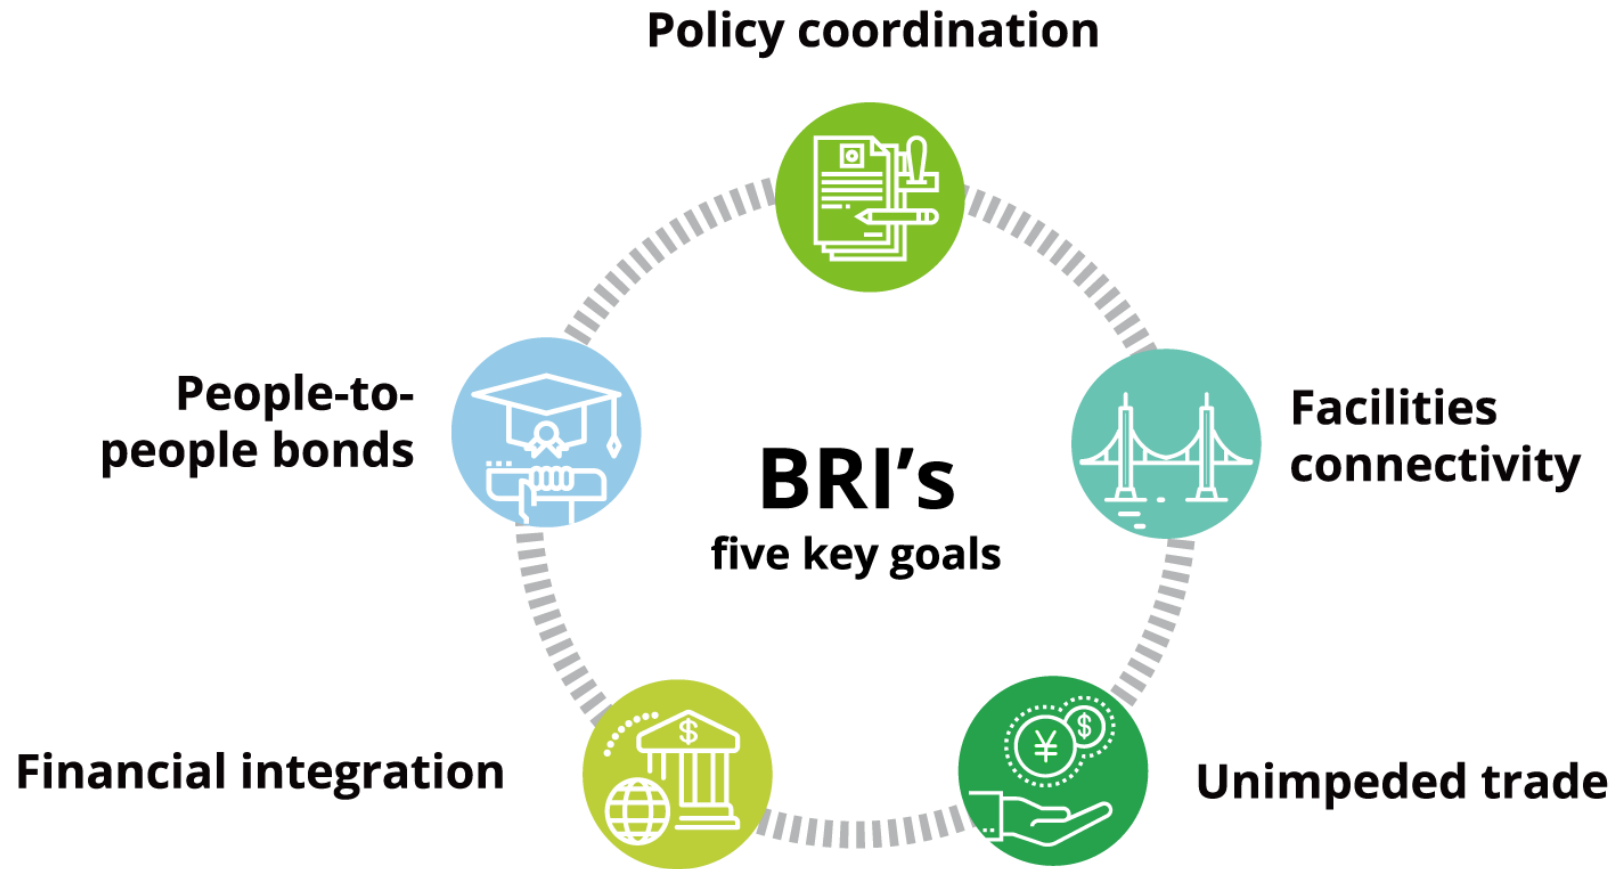 Policy coordination
People-to-
people bonds
Facilities
connectivity
BRI’s
five key goals
Financial integration
Unimpeded trade
$
¥
$